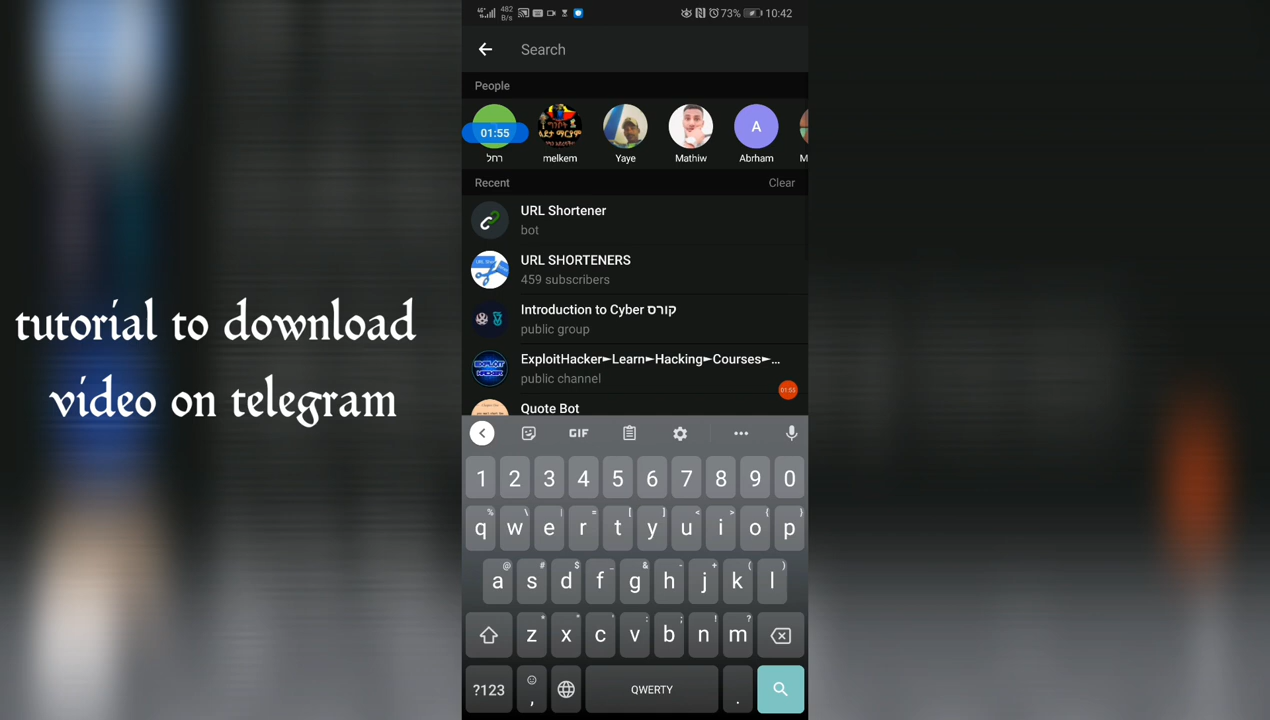 482
B/s
73%
10:42
Search
People
01:55
רחל
melkem
Yaye
Mathiw
A
Abrham
M
Recent
Clear
URL Shortener
bot
URL SHORTENERS
459 subscribers
Introduction to Cyber קורס
public group
ExploitHacker►Learn►Hacking►Courses►...
public channel
01:55
Quote Bot
tutorial to download
video on telegram
GIF
1 2 3 4 5 6 7 8 9 0
q w e r t y u i o p
a s d f g h j k l
z x c v b n m
?123 , QWERTY .